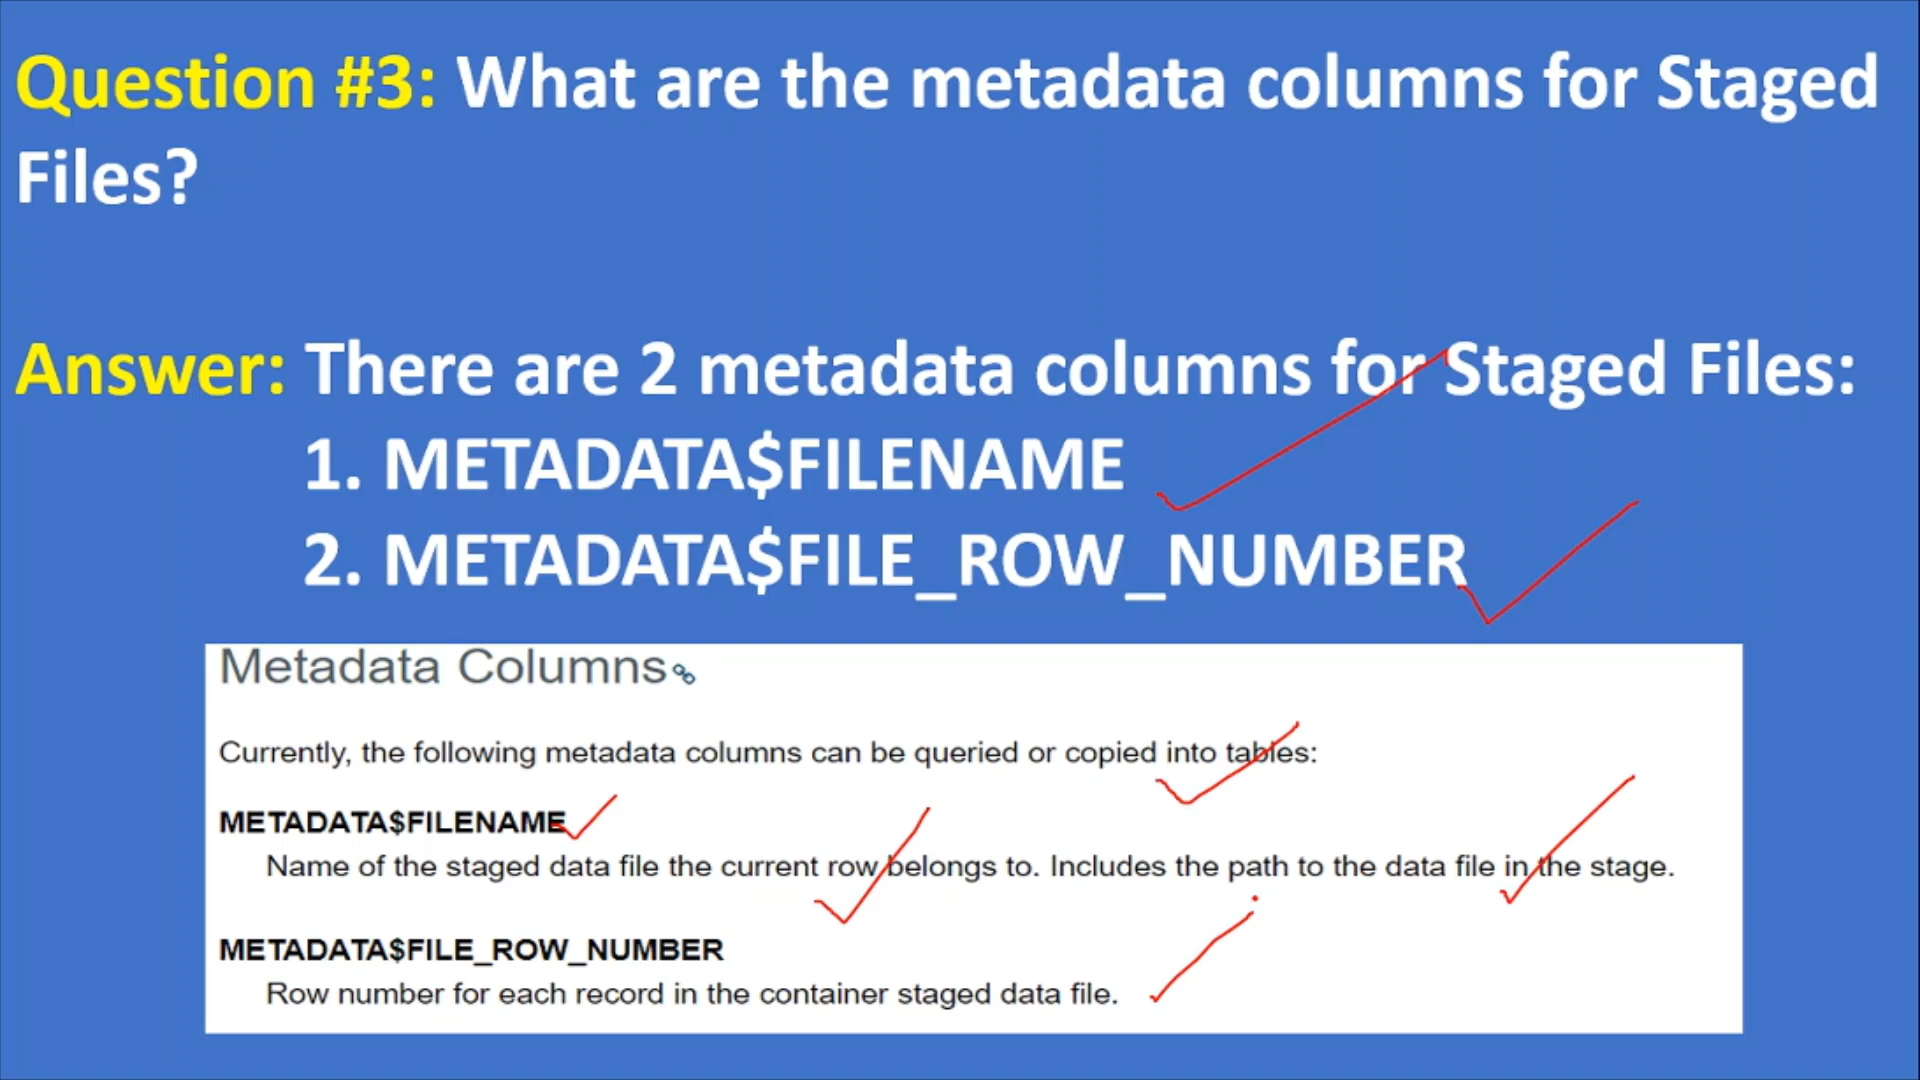 Question #3: What are the metadata columns for Staged
Files?
Answer: There are 2 metadata columns for Staged Files:
1. METADATA$FILENAME
2. METADATA$FILE_ROW_NUMBER
Metadata Columns
Currently, the following metadata columns can be queried or copied into tables:
METADATA$FILENAME
Name of the staged data file the current row belongs to. Includes the path to the data file in the stage.
METADATA$FILE_ROW_NUMBER
Row number for each record in the container staged data file.